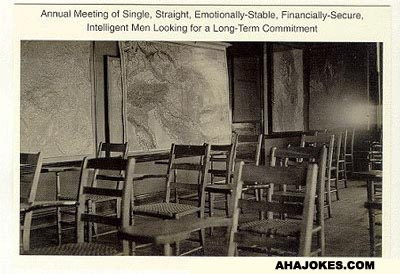 Annual Meeting of Single, Straight, Emotionally-Stable, Financially-Secure,
Intelligent Men Looking for a Long-Term Commitment
AHAJOKES.COM